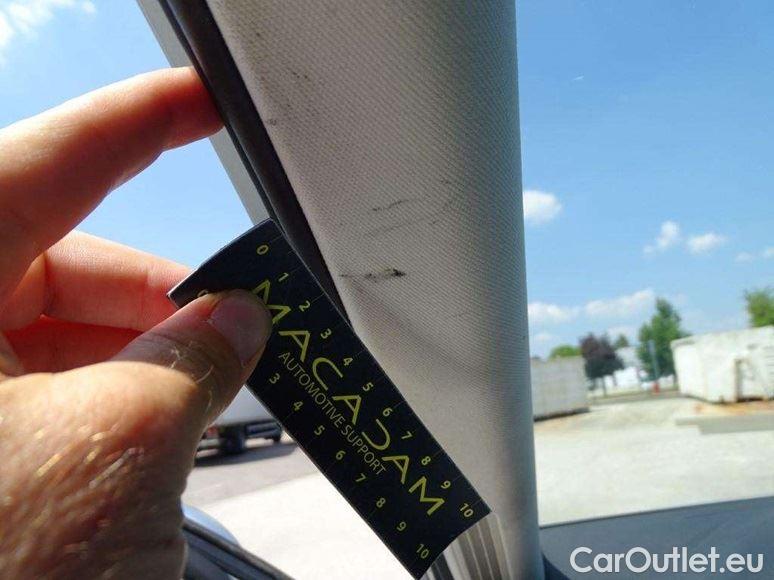 0 1 2 3 4 5 6 7 8 9 10
MACADAM
AUTOMOTIVE SUPPORT
3 4 5 6 7 8 9 10
CarOutlet.eu